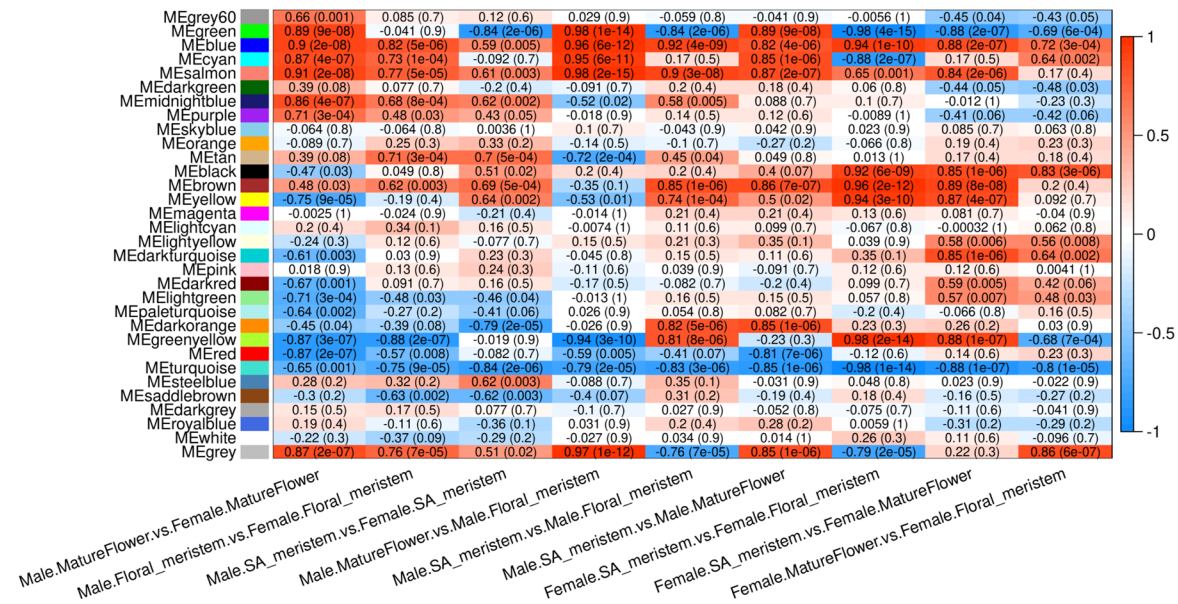 MEgrey60 0.66 (0.001) 0.085 (0.7) 0.12 (0.6) 0.029 (0.9) -0.059 (0.8) -0.041 (0.9) -0.0056 (1) -0.45 (0.04) -0.43 (0.05)
MEgreen 0.89 (9e-08) -0.041 (0.9) -0.84 (2e-06) 0.98 (1e-14) -0.84 (2e-06) 0.89 (9e-08) -0.98 (4e-15) -0.88 (2e-07) -0.69 (6e-04)
MEblue 0.9 (2e-08) 0.82 (5e-06) 0.59 (0.005) 0.96 (6e-12) 0.92 (4e-09) 0.82 (4e-06) 0.94 (1e-10) 0.88 (2e-07) 0.72 (3e-04)
MEcyan 0.87 (4e-07) 0.73 (1e-04) -0.092 (0.7) 0.95 (6e-11) 0.17 (0.5) 0.85 (1e-06) -0.88 (2e-07) 0.17 (0.5) 0.64 (0.002)
MEsalmon 0.91 (2e-08) 0.77 (5e-05) 0.61 (0.003) 0.98 (2e-15) 0.9 (3e-08) 0.87 (2e-07) 0.65 (0.001) 0.84 (2e-06) 0.17 (0.4)
MEdarkgreen 0.39 (0.08) 0.077 (0.7) -0.2 (0.4) -0.091 (0.7) 0.2 (0.4) 0.18 (0.4) 0.06 (0.8) -0.44 (0.05) -0.48 (0.03)
MEmidnightblue 0.86 (4e-07) 0.68 (8e-04) 0.62 (0.002) -0.52 (0.02) 0.58 (0.005) 0.088 (0.7) 0.1 (0.7) -0.012 (1) -0.23 (0.3)
MEpurple 0.71 (3e-04) 0.48 (0.03) 0.43 (0.05) -0.018 (0.9) 0.14 (0.5) 0.12 (0.6) -0.0089 (1) -0.41 (0.06) -0.42 (0.06)
MEskyblue -0.064 (0.8) -0.064 (0.8) 0.0036 (1) 0.1 (0.7) -0.043 (0.9) 0.042 (0.9) 0.023 (0.9) 0.085 (0.7) 0.063 (0.8)
MEorange -0.089 (0.7) 0.25 (0.3) 0.33 (0.2) -0.14 (0.5) -0.1 (0.7) -0.27 (0.2) -0.066 (0.8) 0.19 (0.4) 0.23 (0.3)
MEtan 0.39 (0.08) 0.71 (3e-04) 0.7 (5e-04) -0.72 (2e-04) 0.45 (0.04) 0.049 (0.8) 0.013 (1) 0.17 (0.4) 0.18 (0.4)
MEblack -0.47 (0.03) 0.049 (0.8) 0.51 (0.02) 0.2 (0.4) 0.2 (0.4) 0.4 (0.07) 0.92 (6e-09) 0.85 (1e-06) 0.83 (3e-06)
MEbrown 0.48 (0.03) 0.62 (0.003) 0.69 (5e-04) -0.35 (0.1) 0.85 (1e-06) 0.86 (7e-07) 0.96 (2e-12) 0.89 (8e-08) 0.2 (0.4)
MEyellow -0.75 (9e-05) -0.19 (0.4) 0.64 (0.002) -0.53 (0.01) 0.74 (1e-04) 0.5 (0.02) 0.94 (3e-10) 0.87 (4e-07) 0.092 (0.7)
MEmagenta -0.0025 (1) -0.024 (0.9) -0.21 (0.4) -0.014 (1) 0.21 (0.4) 0.21 (0.4) 0.13 (0.6) 0.081 (0.7) -0.04 (0.9)
MElightcyan 0.2 (0.4) 0.34 (0.1) 0.16 (0.5) -0.0074 (1) 0.11 (0.6) 0.099 (0.7) -0.067 (0.8) -0.00032 (1) 0.062 (0.8)
MElightyellow -0.24 (0.3) 0.12 (0.6) -0.077 (0.7) 0.15 (0.5) 0.21 (0.3) 0.35 (0.1) 0.039 (0.9) 0.58 (0.006) 0.56 (0.008)
MEdarkturquoise -0.61 (0.003) 0.03 (0.9) 0.23 (0.3) -0.045 (0.8) 0.15 (0.5) 0.11 (0.6) 0.35 (0.1) 0.85 (1e-06) 0.64 (0.002)
MEpink 0.018 (0.9) 0.13 (0.6) 0.24 (0.3) -0.11 (0.6) 0.039 (0.9) -0.091 (0.7) 0.12 (0.6) 0.12 (0.6) 0.0041 (1)
MEdarkred -0.67 (0.001) 0.091 (0.7) 0.16 (0.5) -0.17 (0.5) -0.082 (0.7) -0.2 (0.4) 0.099 (0.7) 0.59 (0.005) 0.42 (0.06)
MElightgreen -0.71 (3e-04) -0.48 (0.03) -0.46 (0.04) -0.013 (1) 0.16 (0.5) 0.15 (0.5) 0.057 (0.8) 0.57 (0.007) 0.48 (0.03)
MEpaleturquoise -0.64 (0.002) -0.27 (0.2) -0.41 (0.06) 0.026 (0.9) 0.054 (0.8) 0.082 (0.7) -0.2 (0.4) -0.066 (0.8) 0.16 (0.5)
MEdarkorange -0.45 (0.04) -0.39 (0.08) -0.79 (2e-05) -0.026 (0.9) 0.82 (5e-06) 0.85 (1e-06) 0.23 (0.3) 0.26 (0.2) 0.03 (0.9)
MEgreenyellow -0.87 (3e-07) -0.88 (2e-07) -0.019 (0.9) -0.94 (3e-10) 0.81 (8e-06) -0.23 (0.3) 0.98 (2e-14) 0.88 (1e-07) -0.68 (7e-04)
MEred -0.87 (2e-07) -0.57 (0.008) -0.082 (0.7) -0.59 (0.005) -0.41 (0.07) -0.81 (7e-06) -0.12 (0.6) 0.14 (0.6) 0.23 (0.3)
MEturquoise -0.65 (0.001) -0.75 (9e-05) -0.84 (2e-06) -0.79 (2e-05) -0.83 (3e-06) -0.85 (1e-06) -0.98 (1e-14) -0.88 (1e-07) -0.8 (1e-05)
MEsteelblue 0.28 (0.2) 0.32 (0.2) 0.62 (0.003) -0.088 (0.7) 0.35 (0.1) -0.031 (0.9) 0.048 (0.8) 0.023 (0.9) -0.022 (0.9)
MEsaddlebrown -0.3 (0.2) -0.63 (0.002) -0.62 (0.003) -0.4 (0.07) 0.31 (0.2) -0.19 (0.4) 0.18 (0.4) -0.16 (0.5) -0.27 (0.2)
MEdarkgrey 0.15 (0.5) 0.17 (0.5) 0.077 (0.7) -0.1 (0.7) 0.027 (0.9) -0.052 (0.8) -0.075 (0.7) -0.11 (0.6) -0.041 (0.9)
MEroyalblue 0.19 (0.4) -0.11 (0.6) -0.36 (0.1) 0.031 (0.9) 0.2 (0.4) 0.28 (0.2) 0.0059 (1) -0.31 (0.2) -0.29 (0.2)
MEwhite -0.22 (0.3) -0.37 (0.09) -0.29 (0.2) -0.027 (0.9) 0.034 (0.9) 0.014 (1) 0.26 (0.3) 0.11 (0.6) -0.096 (0.7)
MEgrey 0.87 (2e-07) 0.76 (7e-05) 0.51 (0.02) 0.97 (1e-12) -0.76 (7e-05) 0.85 (1e-06) -0.79 (2e-05) 0.22 (0.3) 0.86 (6e-07)
Male.MatureFlower.vs.Female.MatureFlower
Male.Floral_meristem.vs.Female.Floral_meristem
Male.SA_meristem.vs.Female.SA_meristem
Male.MatureFlower.vs.Male.Floral_meristem
Male.SA_meristem.vs.Male.Floral_meristem
Male.SA_meristem.vs.Male.MatureFlower
Female.SA_meristem.vs.Female.Floral_meristem
Female.SA_meristem.vs.Female.MatureFlower
Female.MatureFlower.vs.Female.Floral_meristem
1
0.5
0
-0.5
-1